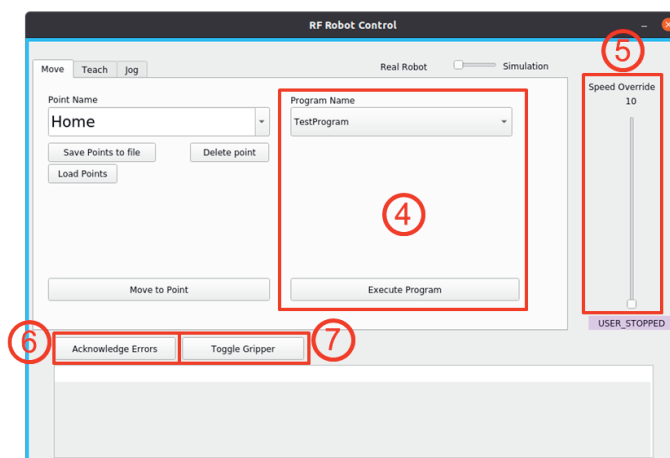 RF Robot Control
5
Move
Teach
Jog
Real Robot
Simulation
Speed Override
10
Point Name
Program Name
Home
TestProgram
Save Points to file
Delete point
Load Points
4
Move to Point
Execute Program
USER_STOPPED
6
Acknowledge Errors
Toggle Gripper
7